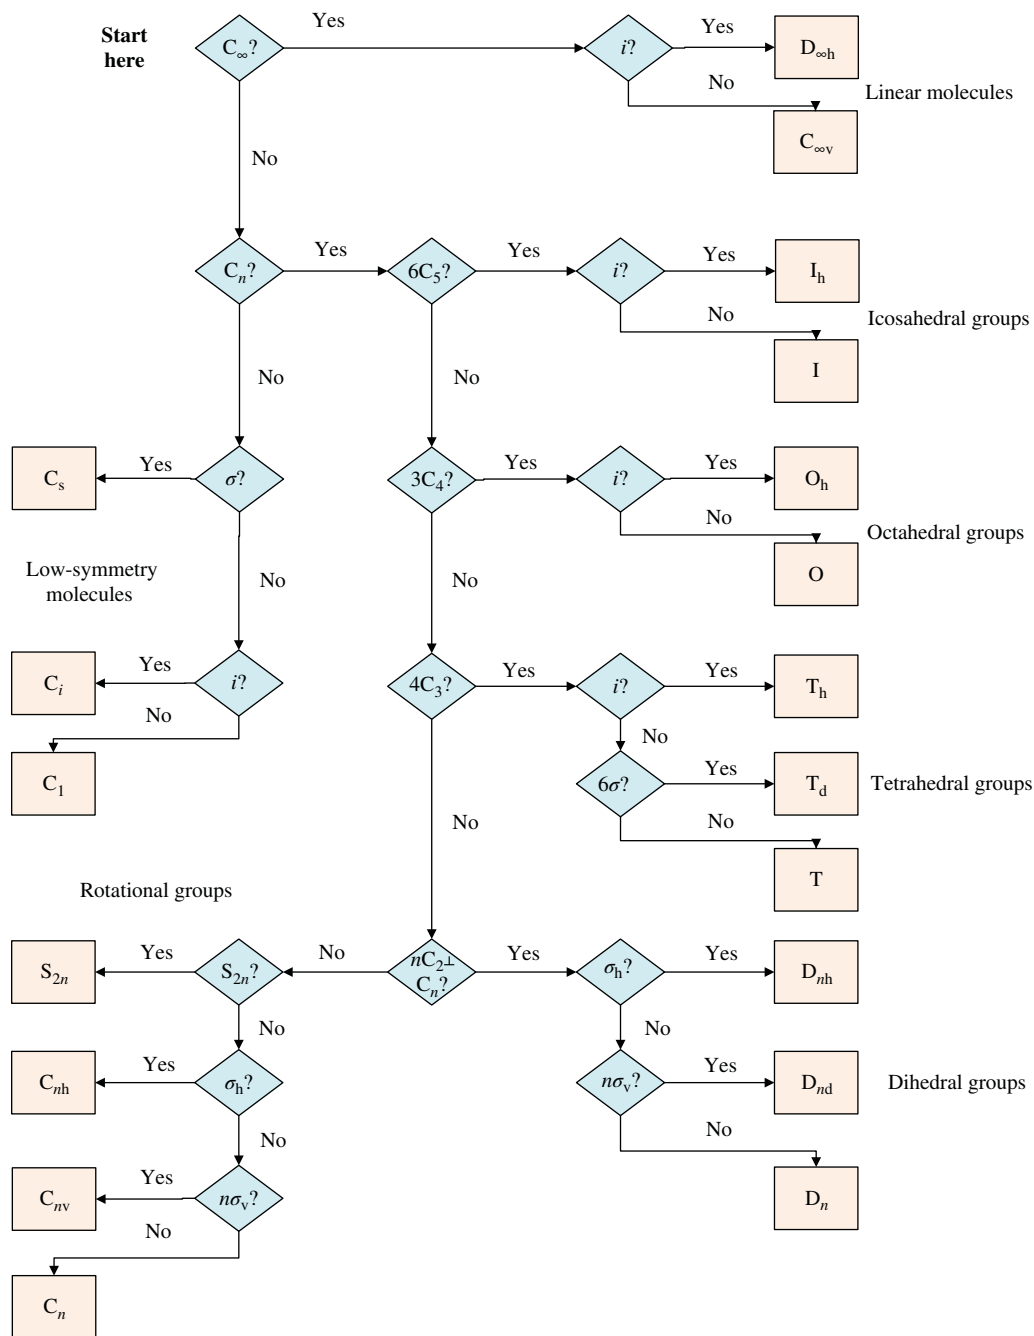 Start
here
C∞?
Yes
i?
Yes
D∞h
No
Linear molecules
C∞v
No
Cn?
Yes
6C5?
Yes
i?
Yes
Ih
No
Icosahedral groups
I
No
No
Cs
Yes
σ?
3C4?
Yes
i?
Yes
Oh
No
Octahedral groups
O
Low-symmetry
molecules
No
No
Ci
Yes
i?
No
C1
4C3?
Yes
i?
Yes
Th
No
6σ?
Yes
Td
Tetrahedral groups
No
T
No
Rotational groups
S2n
Yes
S2n?
No
nC2⊥
Cn?
Yes
σh?
Yes
Dnh
No
No
Cnh
Yes
σh?
nσv?
Yes
Dnd
Dihedral groups
No
No
Dn
Cnv
Yes
nσv?
No
Cn